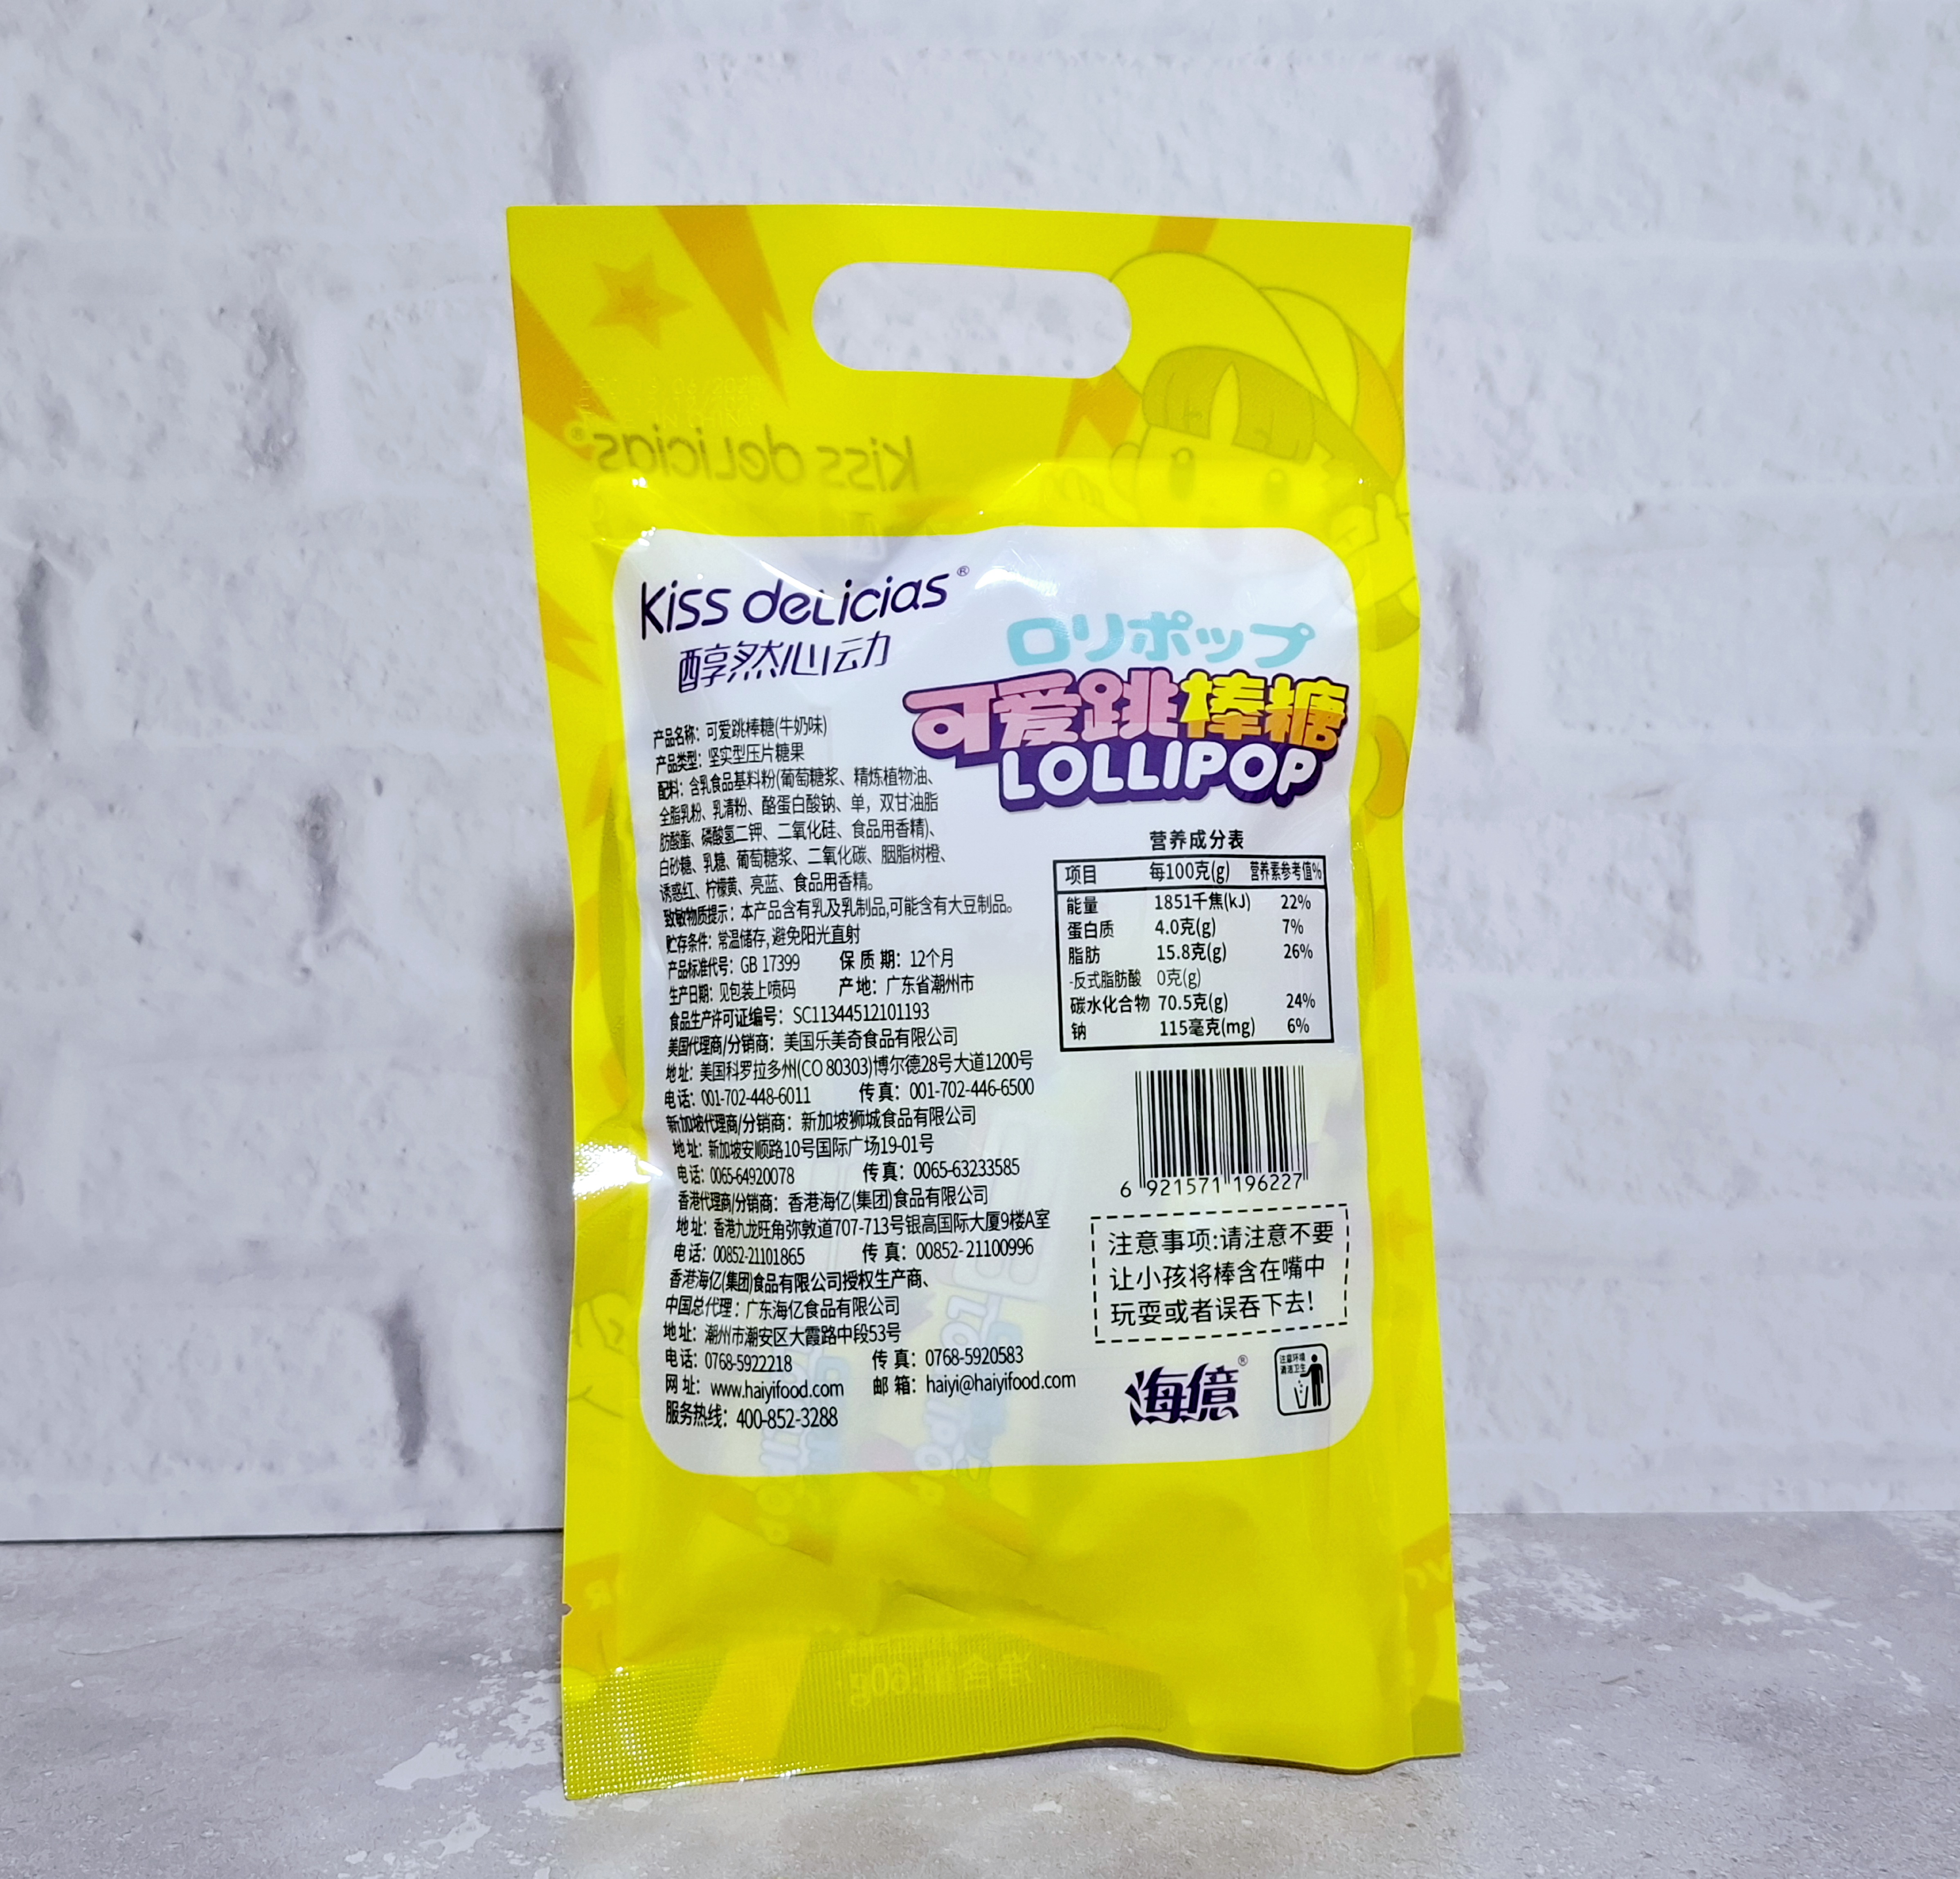 Kiss deLicias®
醇然心动
ロリポップ
可爱跳棒糖
LOLLIPOP
产品名称：可爱跳棒糖(牛奶味)
产品类型：坚实型压片糖果
配料：含乳食品基料粉(葡萄糖浆、精炼植物油、
全脂乳粉、乳清粉、酪蛋白酸钠、单，双甘油脂
肪酸酯、磷酸氢二钾、二氧化硅、食品用香精)、
白砂糖、乳糖、葡萄糖浆、二氧化碳、胭脂树橙、
诱惑红、柠檬黄、亮蓝、食品用香精。
致敏物质提示：本产品含有乳及乳制品,可能含有大豆制品。
贮存条件：常温储存,避免阳光直射
产品标准代号：GB 17399 保 质 期：12个月
生产日期：见包装上喷码 产 地：广东省潮州市
食品生产许可证编号：SC11344512101193
美国代理商/分销商：美国乐美奇食品有限公司
地址：美国科罗拉多州(CO 80303)博尔德28号大道1200号
电话：001-702-448-6011 传真：001-702-446-6500
新加坡代理商/分销商：新加坡狮城食品有限公司
地址：新加坡安顺路10号国际广场19-01号
电话：0065-64920078 传真：0065-63233585
香港代理商/分销商：香港海亿(集团)食品有限公司
地址：香港九龙旺角弥敦道707-713号银高国际大厦9楼A室
电话：00852-21101865 传真：00852-21100996
香港海亿(集团)食品有限公司授权生产商、
中国总代理：广东海亿食品有限公司
地址：潮州市潮安区大霞路中段53号
电话：0768-5922218 传真：0768-5920583
网址：www.haiyifood.com 邮箱：haiyi@haiyifood.com
服务热线：400-852-3288
营养成分表
项目 每100克(g) 营养素参考值%
能量 1851千焦(kJ) 22%
蛋白质 4.0克(g) 7%
脂肪 15.8克(g) 26%
-反式脂肪酸 0克(g)
碳水化合物 70.5克(g) 24%
钠 115毫克(mg) 6%
6 921571 196227
注意事项:请注意不要
让小孩将棒含在嘴中
玩耍或者误吞下去!
海億®
注意环境
清洁卫生
Kiss deLicias®
净含量:60g